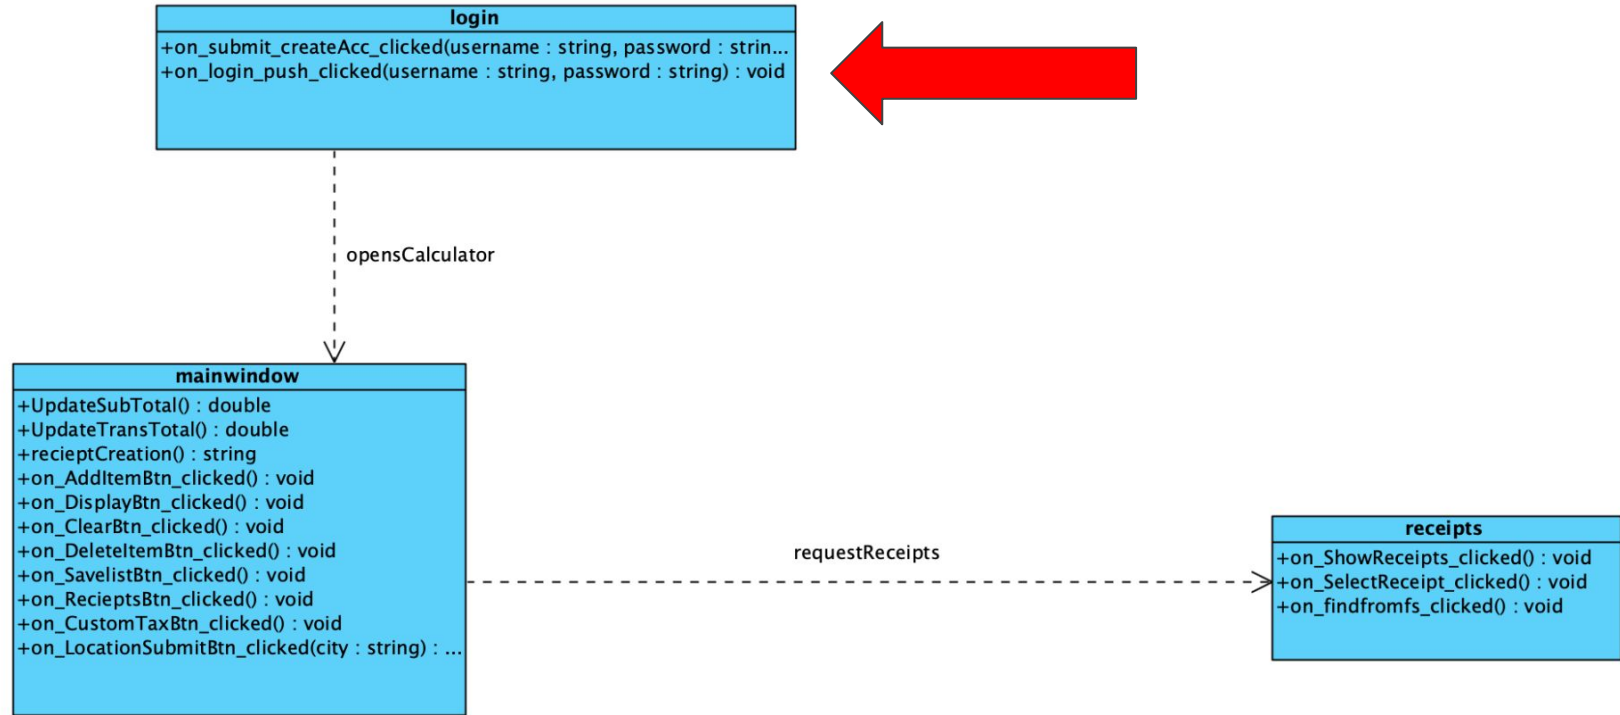 login
+on_submit_createAcc_clicked(username : string, password : strin...
+on_login_push_clicked(username : string, password : string) : void
opensCalculator
mainwindow
+UpdateSubTotal() : double
+UpdateTransTotal() : double
+recieptCreation() : string
+on_AddItemBtn_clicked() : void
+on_DisplayBtn_clicked() : void
+on_ClearBtn_clicked() : void
+on_DeleteItemBtn_clicked() : void
+on_SavelistBtn_clicked() : void
+on_RecieptsBtn_clicked() : void
+on_CustomTaxBtn_clicked() : void
+on_LocationSubmitBtn_clicked(city : string) : ...
requestReceipts
receipts
+on_ShowReceipts_clicked() : void
+on_SelectReceipt_clicked() : void
+on_findfromfs_clicked() : void